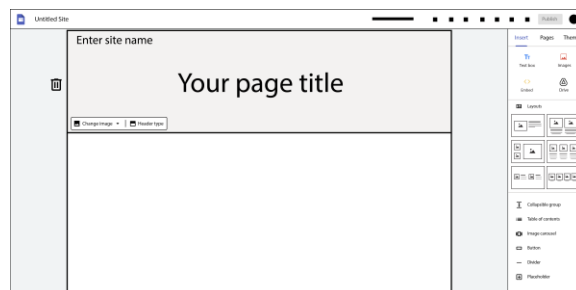 Untitled Site
Publish
Enter site name
Your page title
Change image
Header type
Insert Pages Them
Text box Images
Embed Drive
Layouts
Collapsible group
Table of contents
Image carousel
Button
Divider
Placeholder